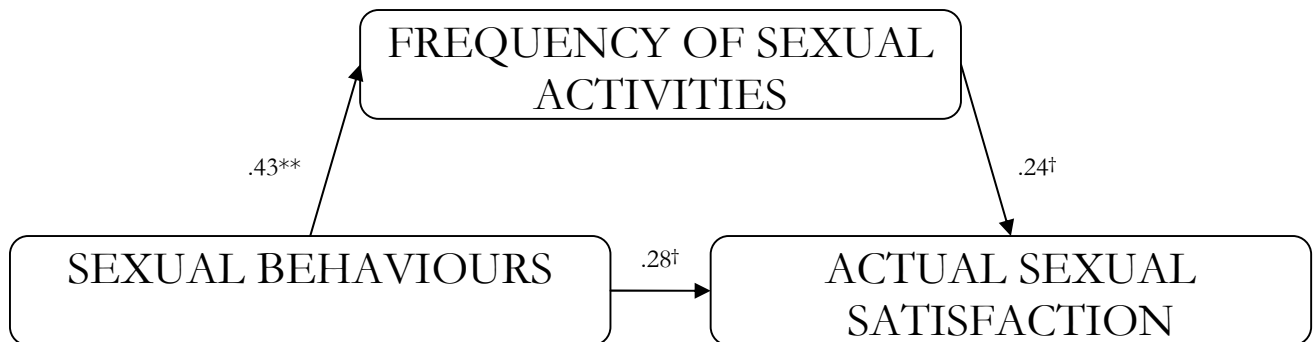 FREQUENCY OF SEXUAL
ACTIVITIES
.43**
.24†
SEXUAL BEHAVIOURS
.28†
ACTUAL SEXUAL
SATISFACTION